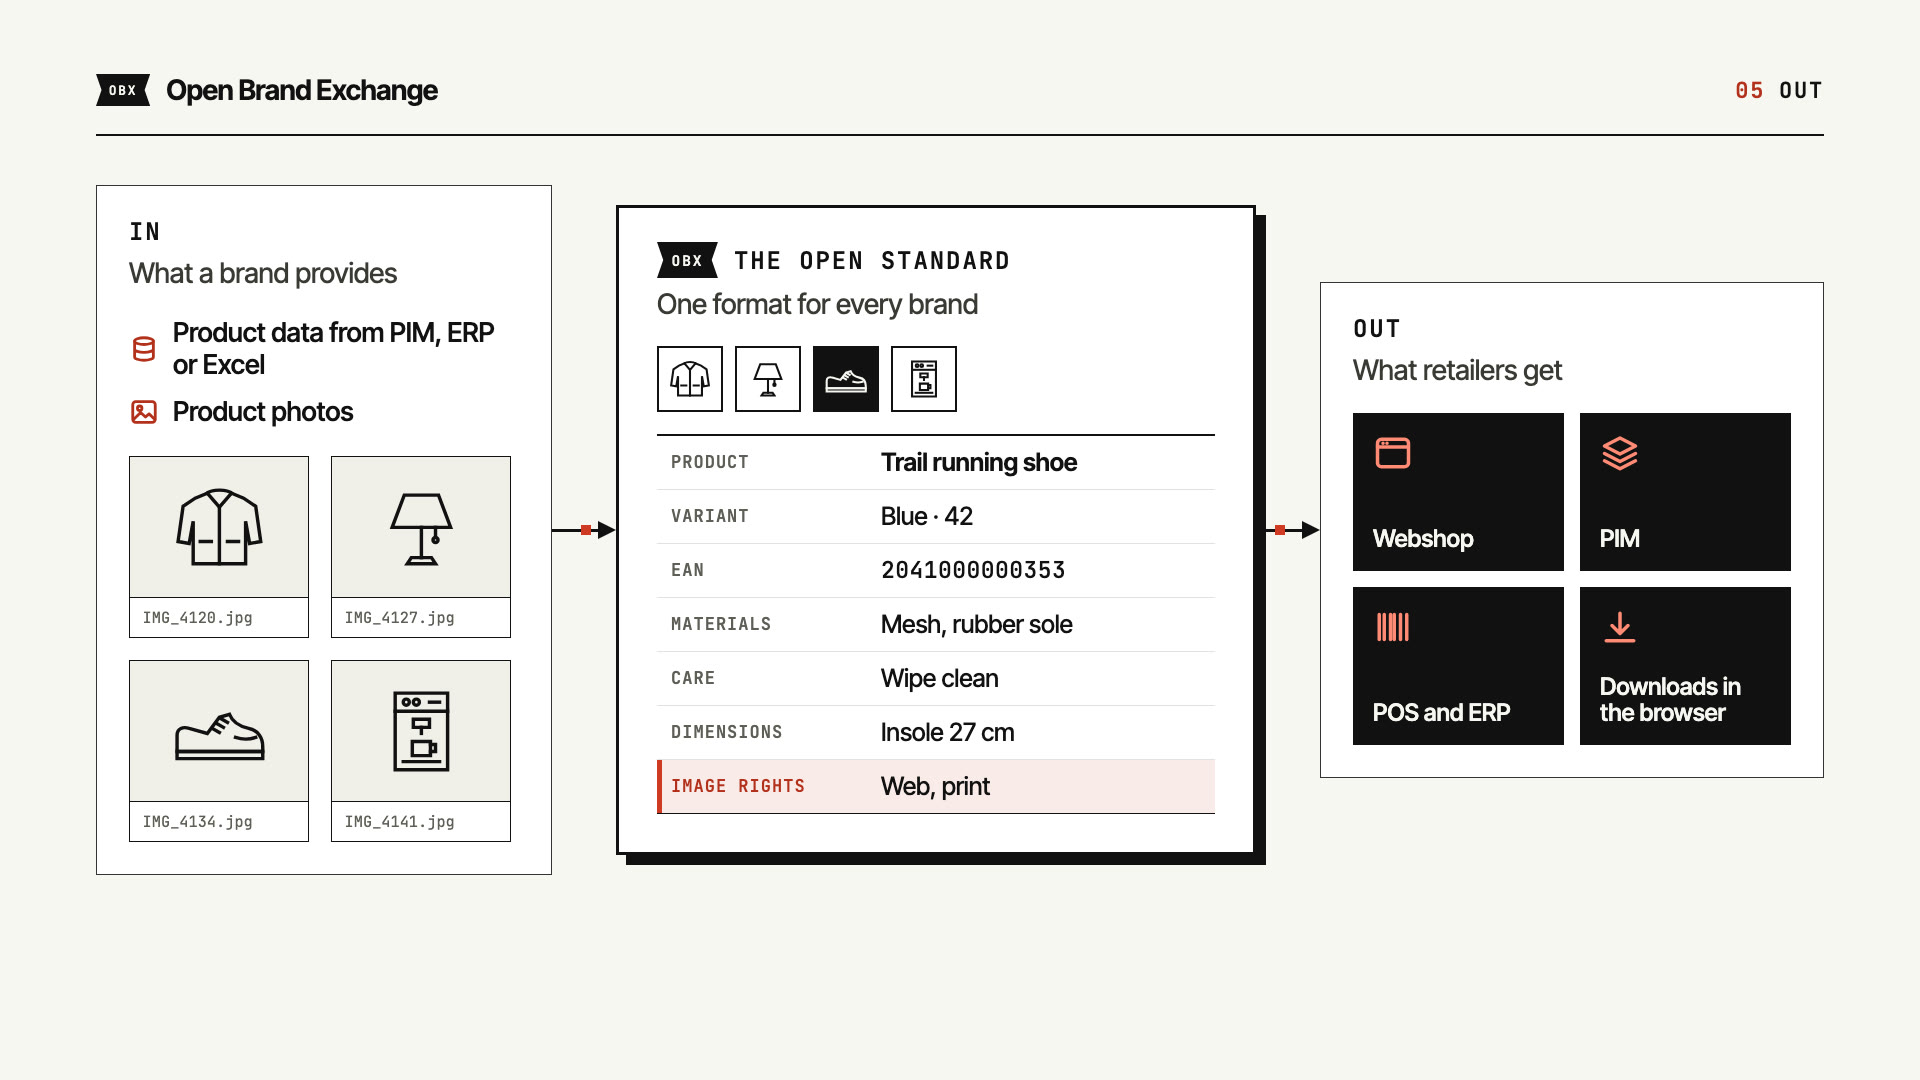 OBX Open Brand Exchange
05 OUT
IN
What a brand provides
Product data from PIM, ERP
or Excel
Product photos
IMG_4120.jpg
IMG_4127.jpg
IMG_4134.jpg
IMG_4141.jpg
OBX THE OPEN STANDARD
One format for every brand
PRODUCT Trail running shoe
VARIANT Blue · 42
EAN 2041000000353
MATERIALS Mesh, rubber sole
CARE Wipe clean
DIMENSIONS Insole 27 cm
IMAGE RIGHTS Web, print
OUT
What retailers get
Webshop
PIM
POS and ERP
Downloads in
the browser